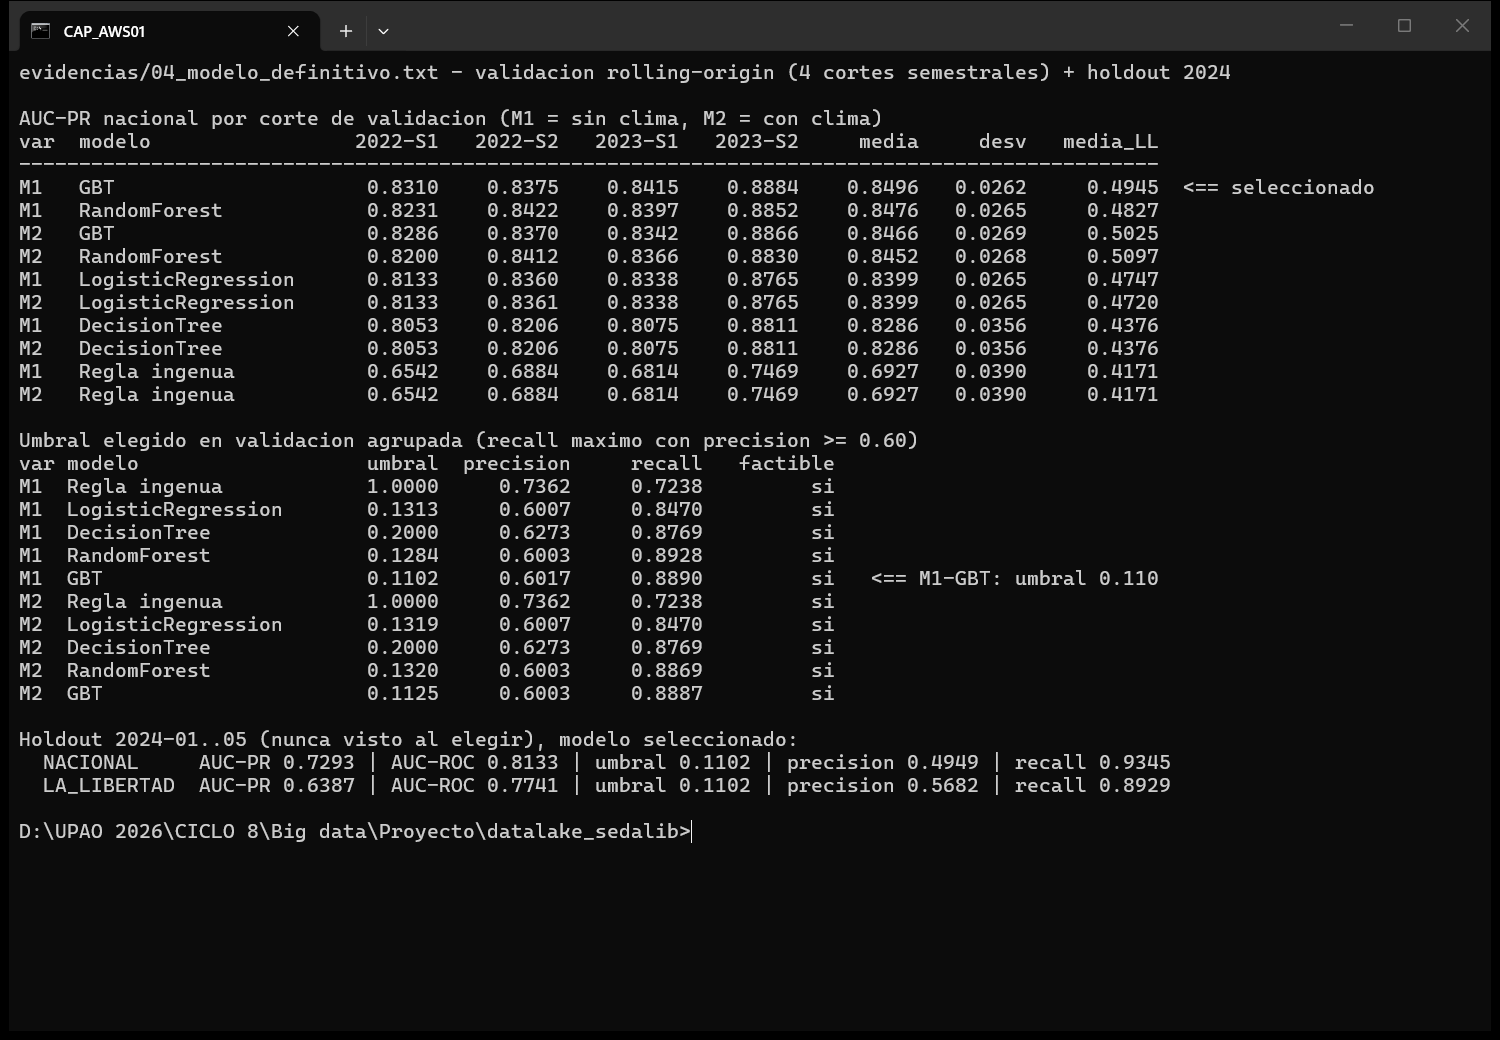 CAP_AWS01
evidencias/04_modelo_definitivo.txt - validacion rolling-origin (4 cortes semestrales) + holdout 2024
AUC-PR nacional por corte de validacion (M1 = sin clima, M2 = con clima)
var  modelo                 2022-S1   2022-S2   2023-S1   2023-S2     media     desv   media_LL
-----------------------------------------------------------------------------------------------
M1   GBT                     0.8310    0.8375    0.8415    0.8884    0.8496   0.0262     0.4945  <== seleccionado
M1   RandomForest            0.8231    0.8422    0.8397    0.8852    0.8476   0.0265     0.4827
M2   GBT                     0.8286    0.8370    0.8342    0.8866    0.8466   0.0269     0.5025
M2   RandomForest            0.8200    0.8412    0.8366    0.8830    0.8452   0.0268     0.5097
M1   LogisticRegression      0.8133    0.8360    0.8338    0.8765    0.8399   0.0265     0.4747
M2   LogisticRegression      0.8133    0.8361    0.8338    0.8765    0.8399   0.0265     0.4720
M1   DecisionTree            0.8053    0.8206    0.8075    0.8811    0.8286   0.0356     0.4376
M2   DecisionTree            0.8053    0.8206    0.8075    0.8811    0.8286   0.0356     0.4376
M1   Regla ingenua           0.6542    0.6884    0.6814    0.7469    0.6927   0.0390     0.4171
M2   Regla ingenua           0.6542    0.6884    0.6814    0.7469    0.6927   0.0390     0.4171
Umbral elegido en validacion agrupada (recall maximo con precision >= 0.60)
var modelo                   umbral  precision     recall   factible
M1  Regla ingenua            1.0000     0.7362     0.7238         si
M1  LogisticRegression       0.1313     0.6007     0.8470         si
M1  DecisionTree             0.2000     0.6273     0.8769         si
M1  RandomForest             0.1284     0.6003     0.8928         si
M1  GBT                      0.1102     0.6017     0.8890         si   <== M1-GBT: umbral 0.110
M2  Regla ingenua            1.0000     0.7362     0.7238         si
M2  LogisticRegression       0.1319     0.6007     0.8470         si
M2  DecisionTree             0.2000     0.6273     0.8769         si
M2  RandomForest             0.1320     0.6003     0.8869         si
M2  GBT                      0.1125     0.6003     0.8887         si
Holdout 2024-01..05 (nunca visto al elegir), modelo seleccionado:
  NACIONAL     AUC-PR 0.7293 | AUC-ROC 0.8133 | umbral 0.1102 | precision 0.4949 | recall 0.9345
  LA_LIBERTAD  AUC-PR 0.6387 | AUC-ROC 0.7741 | umbral 0.1102 | precision 0.5682 | recall 0.8929
D:\UPAO 2026\CICLO 8\Big data\Proyecto\datalake_sedalib>